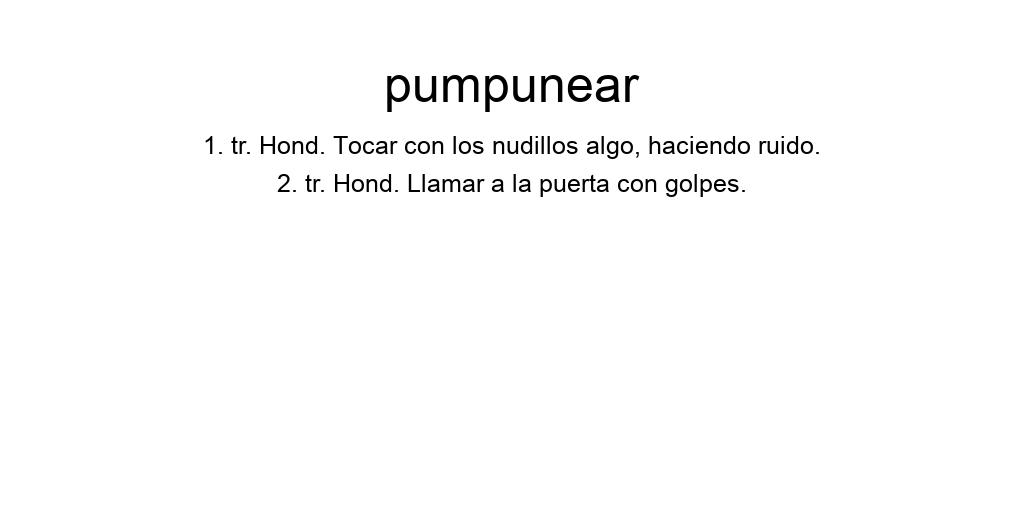 pumpunear
1. tr. Hond. Tocar con los nudillos algo, haciendo ruido.
2. tr. Hond. Llamar a la puerta con golpes.